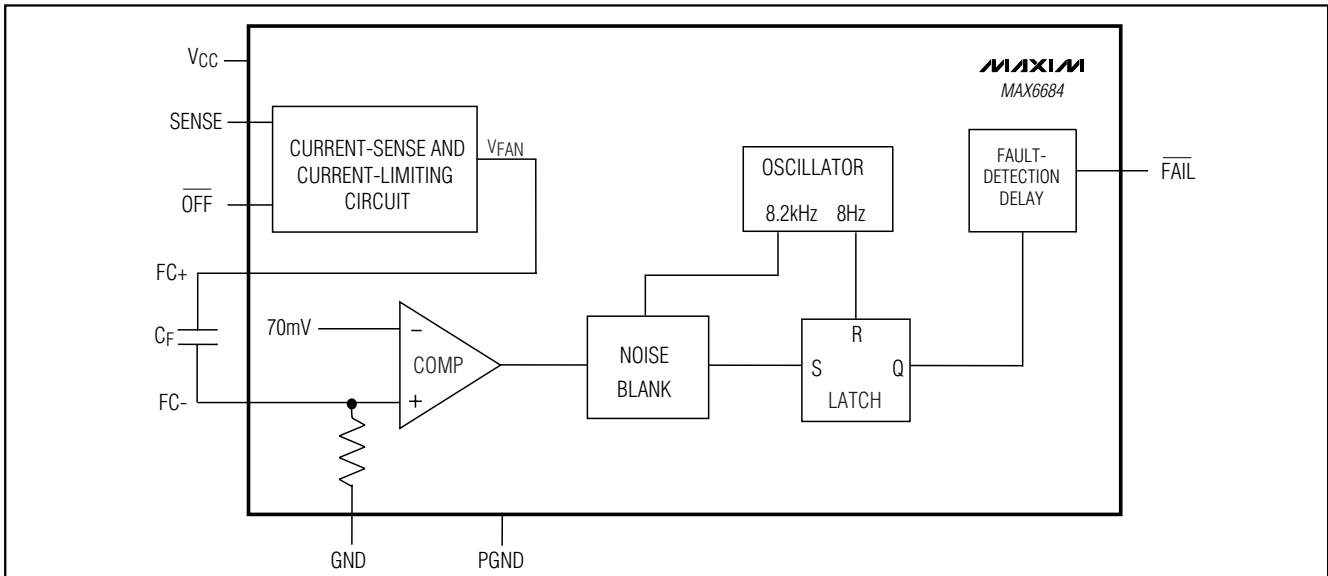 VCC
MAXIM
MAX6684
SENSE
CURRENT-SENSE AND
CURRENT-LIMITING
CIRCUIT
VFAN
OFF
OSCILLATOR
8.2kHz 8Hz
FAULT-
DETECTION
DELAY
FAIL
FC+
CF
70mV
−
COMP
+
NOISE
BLANK
R
S Q
LATCH
FC-
GND
PGND